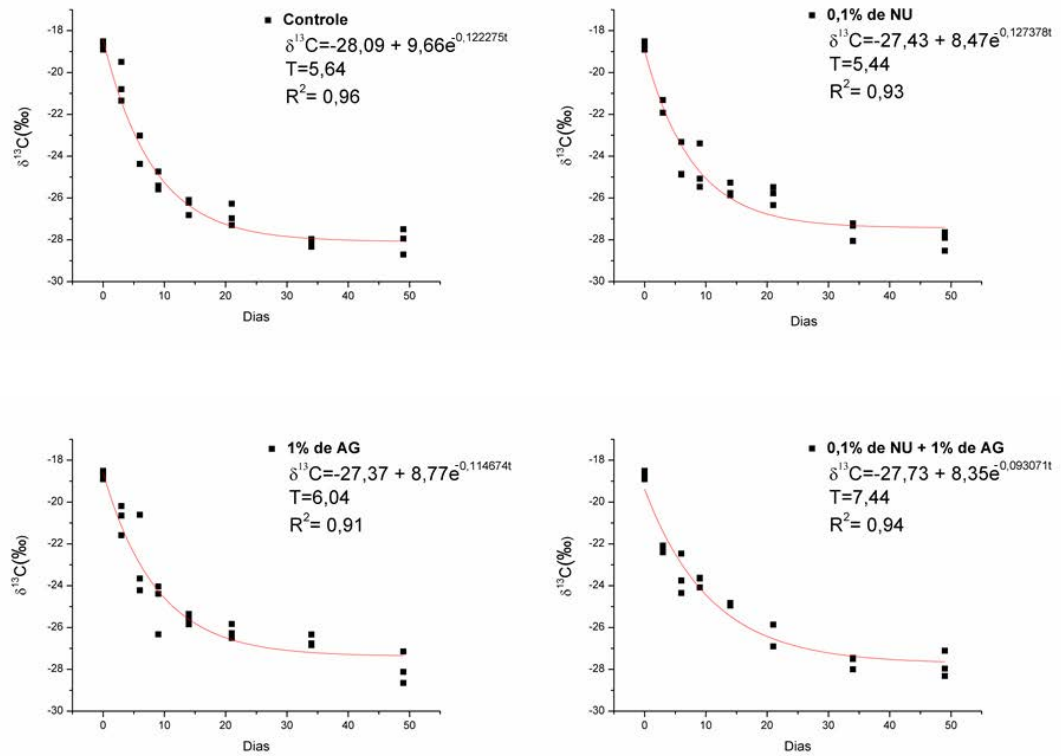 Controle
δ¹³C=-28,09 + 9,66e⁻⁰,¹²²²⁷⁵ᵗ
T=5,64
R²= 0,96
δ¹³C(‰)
-18
-20
-22
-24
-26
-28
-30
0 10 20 30 40 50
Dias
0,1% de NU
δ¹³C=-27,43 + 8,47e⁻⁰,¹²⁷³⁷⁸ᵗ
T=5,44
R²= 0,93
δ¹³C(‰)
-18
-20
-22
-24
-26
-28
-30
0 10 20 30 40 50
Dias
1% de AG
δ¹³C=-27,37 + 8,77e⁻⁰,¹¹⁴⁶⁷⁴ᵗ
T=6,04
R²= 0,91
δ¹³C(‰)
-18
-20
-22
-24
-26
-28
-30
0 10 20 30 40 50
Dias
0,1% de NU + 1% de AG
δ¹³C=-27,73 + 8,35e⁻⁰,⁰⁹³⁰⁷¹ᵗ
T=7,44
R²= 0,94
δ¹³C(‰)
-18
-20
-22
-24
-26
-28
-30
0 10 20 30 40 50
Dias